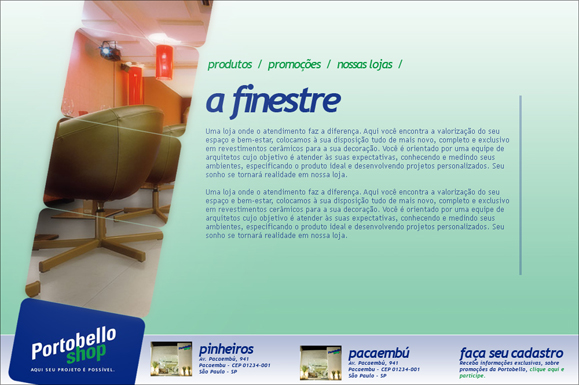 produtos / promoções / nossas lojas /
a finestre
Uma loja onde o atendimento faz a diferença. Aqui você encontra a valorização do seu
espaço e bem-estar, colocamos à sua disposição tudo de mais novo, completo e exclusivo
em revestimentos cerâmicos para a sua decoração. Você é orientado por uma equipe de
arquitetos cujo objetivo é atender às suas expectativas, conhecendo e medindo seus
ambientes, especificando o produto ideal e desenvolvendo projetos personalizados. Seu
sonho se tornará realidade em nossa loja.
Uma loja onde o atendimento faz a diferença. Aqui você encontra a valorização do seu
espaço e bem-estar, colocamos à sua disposição tudo de mais novo, completo e exclusivo
em revestimentos cerâmicos para a sua decoração. Você é orientado por uma equipe de
arquitetos cujo objetivo é atender às suas expectativas, conhecendo e medindo seus
ambientes, especificando o produto ideal e desenvolvendo projetos personalizados. Seu
sonho se tornará realidade em nossa loja.
Portobello
shop
AQUI SEU PROJETO É POSSÍVEL.
pinheiros
Av. Pacaembu, 941
Pacaembu - CEP 01234-001
São Paulo - SP
pacaembú
Av. Pacaembu, 941
Pacaembu - CEP 01234-001
São Paulo - SP
faça seu cadastro
Receba informações exclusivas, sobre
promoções da Portobello, clique aqui e
participe.